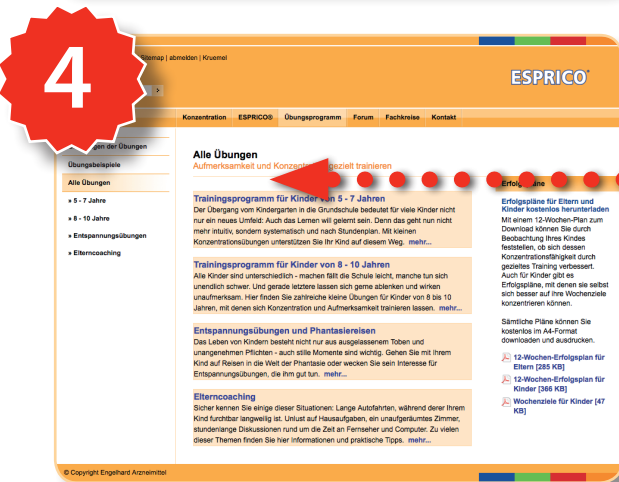 4
Sitemap | abmelden | Kruemel
ESPRICO®
Konzentration ESPRICO® Übungsprogramm Forum Fachkreise Kontakt
der Übungen
Übungsbeispiele
Alle Übungen
» 5 - 7 Jahre
» 8 - 10 Jahre
» Entspannungsübungen
» Elterncoaching
Alle Übungen
Aufmerksamkeit und gezielt trainieren
Trainingsprogramm für Kinder von 5 - 7 Jahren
Der Übergang vom Kindergarten in die Grundschule bedeutet für viele Kinder nicht
nur ein neues Umfeld: Auch das Lernen will gelernt sein. Denn das geht nun nicht
mehr intuitiv, sondern systematisch und nach Stundenplan. Mit kleinen
Konzentrationsübungen unterstützen Sie Ihr Kind auf diesem Weg. mehr...
Trainingsprogramm für Kinder von 8 - 10 Jahren
Alle Kinder sind unterschiedlich - machen fällt die Schule leicht, manche tun sich
unendlich schwer. Und gerade letztere lassen sich gerne ablenken und wirken
unaufmerksam. Hier finden Sie zahlreiche kleine Übungen für Kinder von 8 bis 10
Jahren, mit denen sich Konzentration und Aufmerksamkeit trainieren lassen. mehr...
Entspannungsübungen und Phantasiereisen
Das Leben von Kindern besteht nicht nur aus ausgelassenem Toben und
unangenehmen Pflichten - auch stille Momente sind wichtig. Gehen Sie mit Ihrem
Kind auf Reisen in die Welt der Phantasie oder wecken Sie sein Interesse für
Entspannungsübungen, die ihm gut tun. mehr...
Elterncoaching
Sicher kennen Sie einige dieser Situationen: Lange Autofahrten, während derer Ihrem
Kind furchtbar langweilig ist. Unlust auf Hausaufgaben, ein unaufgeräumtes Zimmer,
stundenlange Diskussionen rund um die Zeit an Fernseher und Computer. Zu vielen
dieser Themen finden Sie hier Informationen und praktische Tipps. mehr...
Erfolgspläne für Eltern und
Kinder kostenlos herunterladen
Mit einem 12-Wochen-Plan zum
Download können Sie durch
Beobachtung Ihres Kindes
feststellen, ob sich dessen
Konzentrationsfähigkeit durch
gezieltes Training verbessert.
Auch für Kinder gibt es
Erfolgspläne, mit denen sie selbst
sich besser auf ihre Wochenziele
konzentrieren können.
Sämtliche Pläne können Sie
kostenlos im A4-Format
downloaden und ausdrucken.
12-Wochen-Erfolgsplan für
Eltern [285 KB]
12-Wochen-Erfolgsplan für
Kinder [366 KB]
Wochenziele für Kinder [47
KB]
© Copyright Engelhard Arzneimittel